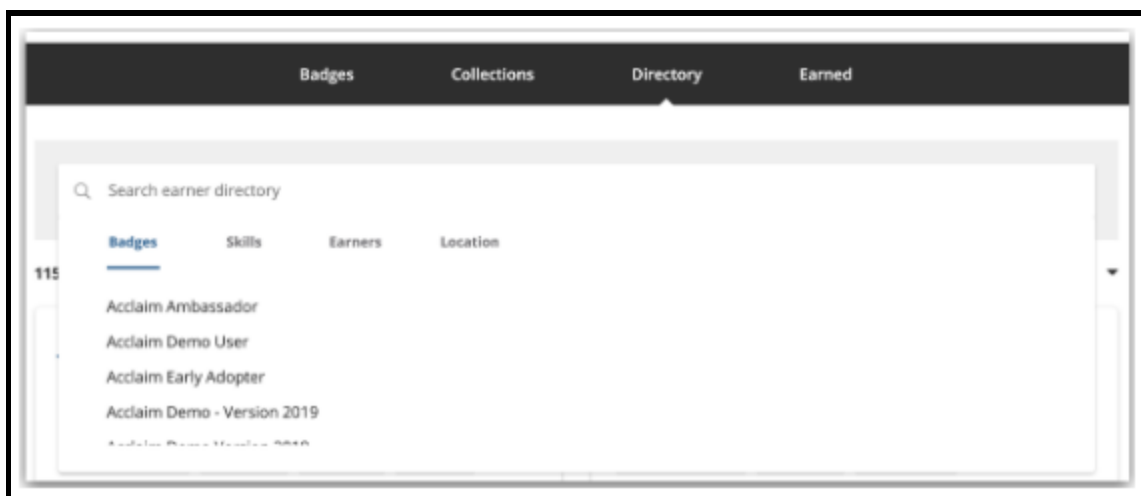 Badges Collections Directory Earned
Search earner directory
Badges Skills Earners Location
115
Acclaim Ambassador
Acclaim Demo User
Acclaim Early Adopter
Acclaim Demo - Version 2019